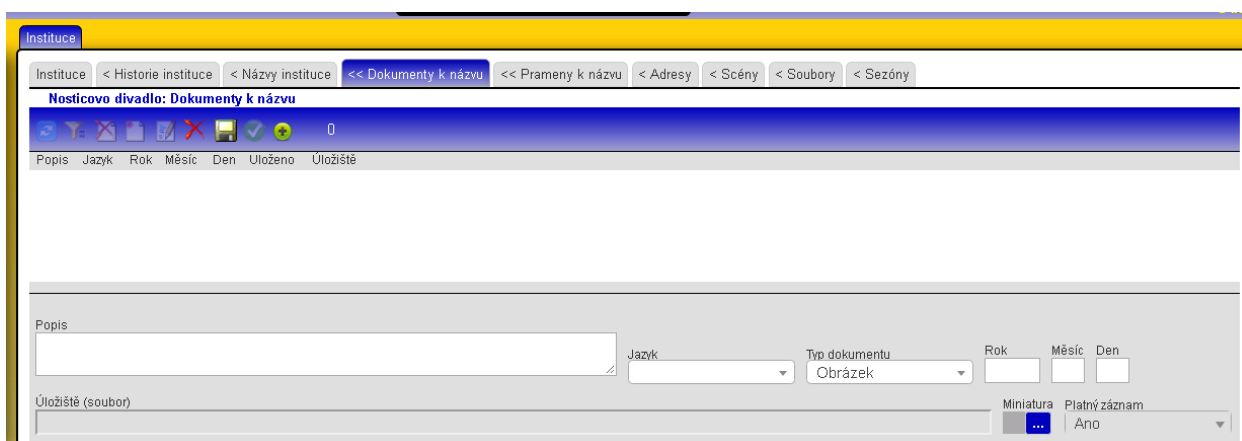 Instituce
Instituce < Historie instituce < Názvy instituce << Dokumenty k názvu << Prameny k názvu < Adresy < Scény < Soubory < Sezóny
Nosticovo divadlo: Dokumenty k názvu
0
Popis Jazyk Rok Měsíc Den Uloženo Úložiště
Popis
Jazyk Typ dokumentu Rok Měsíc Den
Obrázek
Úložiště (soubor) Miniatura Platný záznam
... Ano